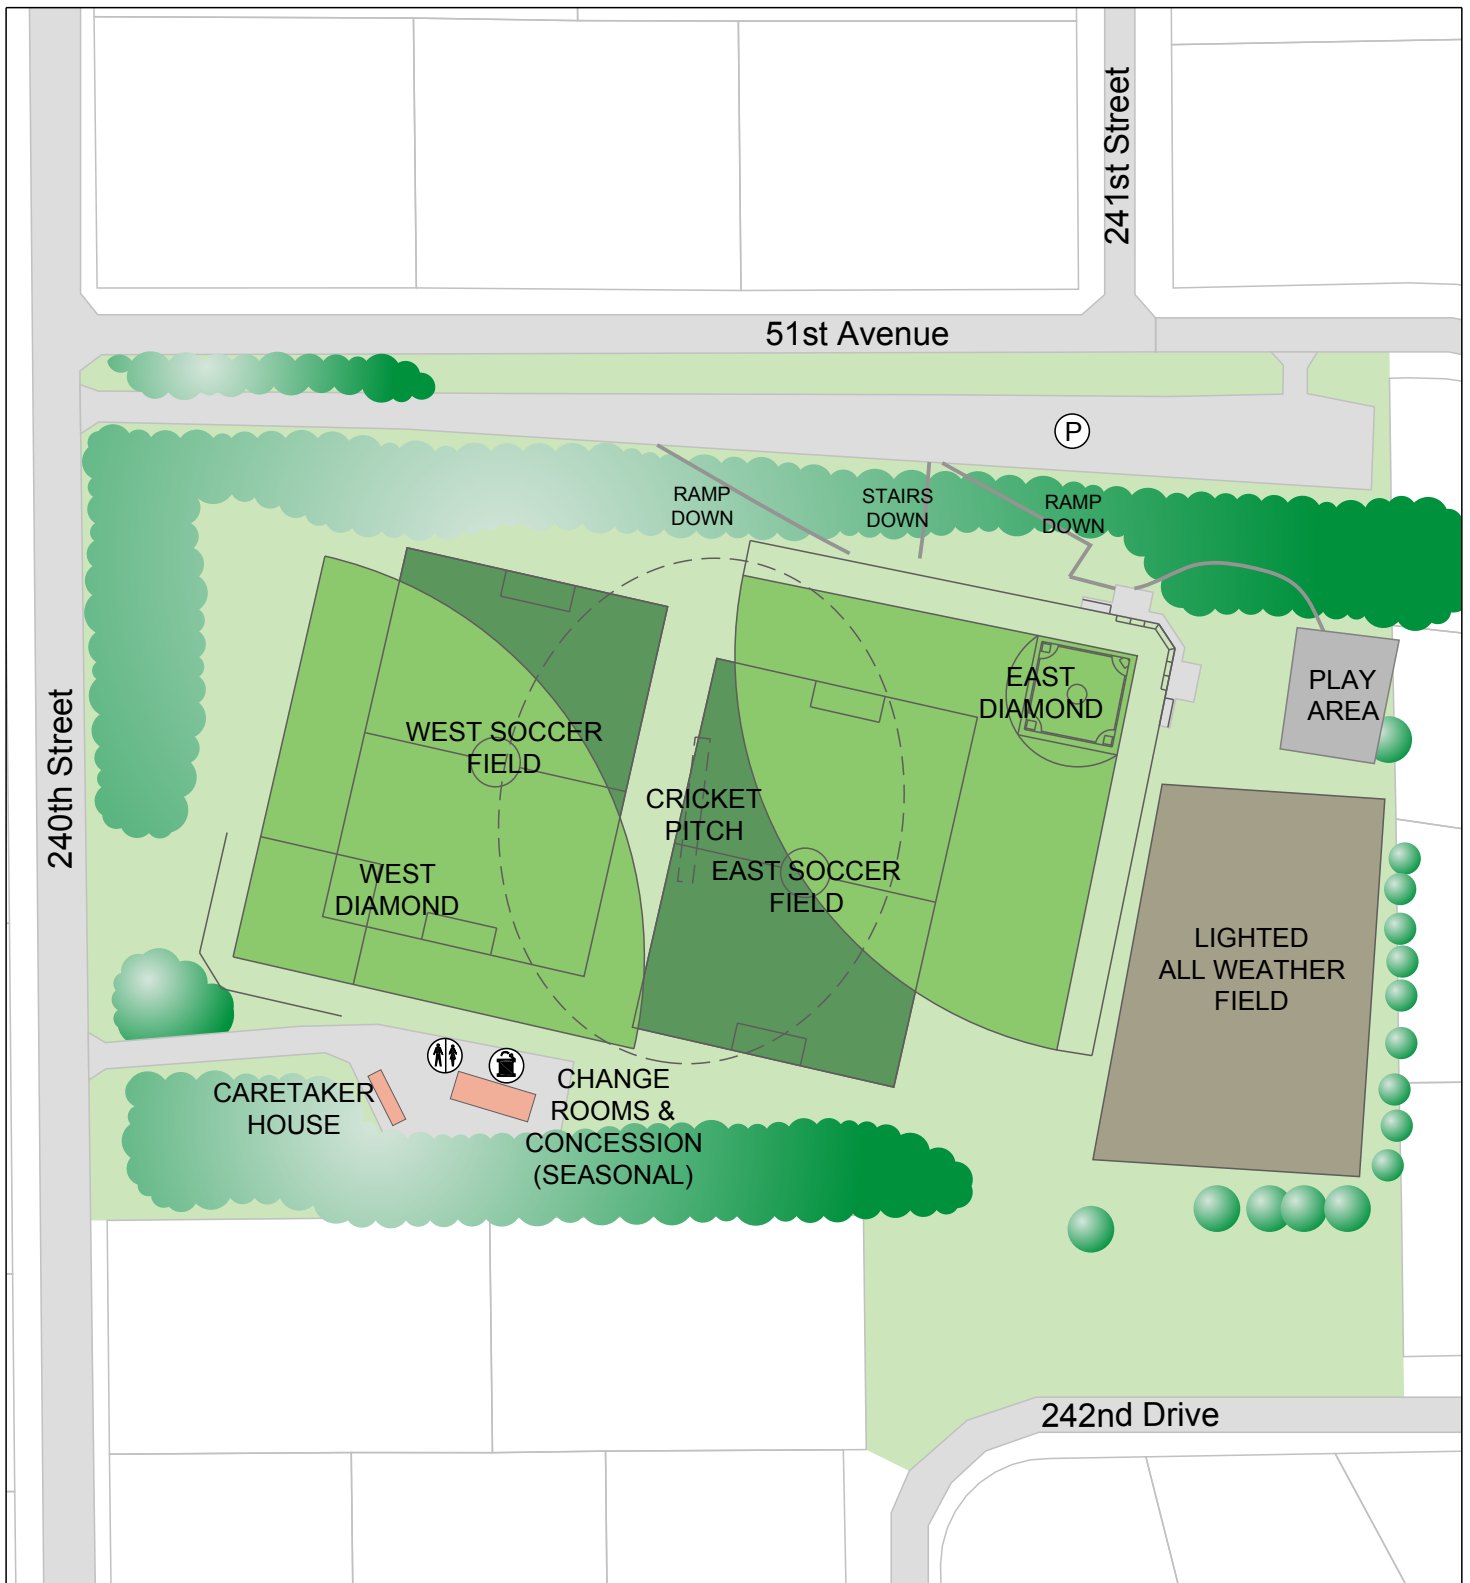 241st Street
51st Avenue
P
RAMP
DOWN
STAIRS
DOWN
RAMP
DOWN
EAST
DIAMOND
PLAY
AREA
WEST SOCCER
FIELD
240th Street
CRICKET
PITCH
WEST
DIAMOND
EAST SOCCER
FIELD
LIGHTED
ALL WEATHER
FIELD
CARETAKER
HOUSE
CHANGE
ROOMS &
CONCESSION
(SEASONAL)
242nd Drive